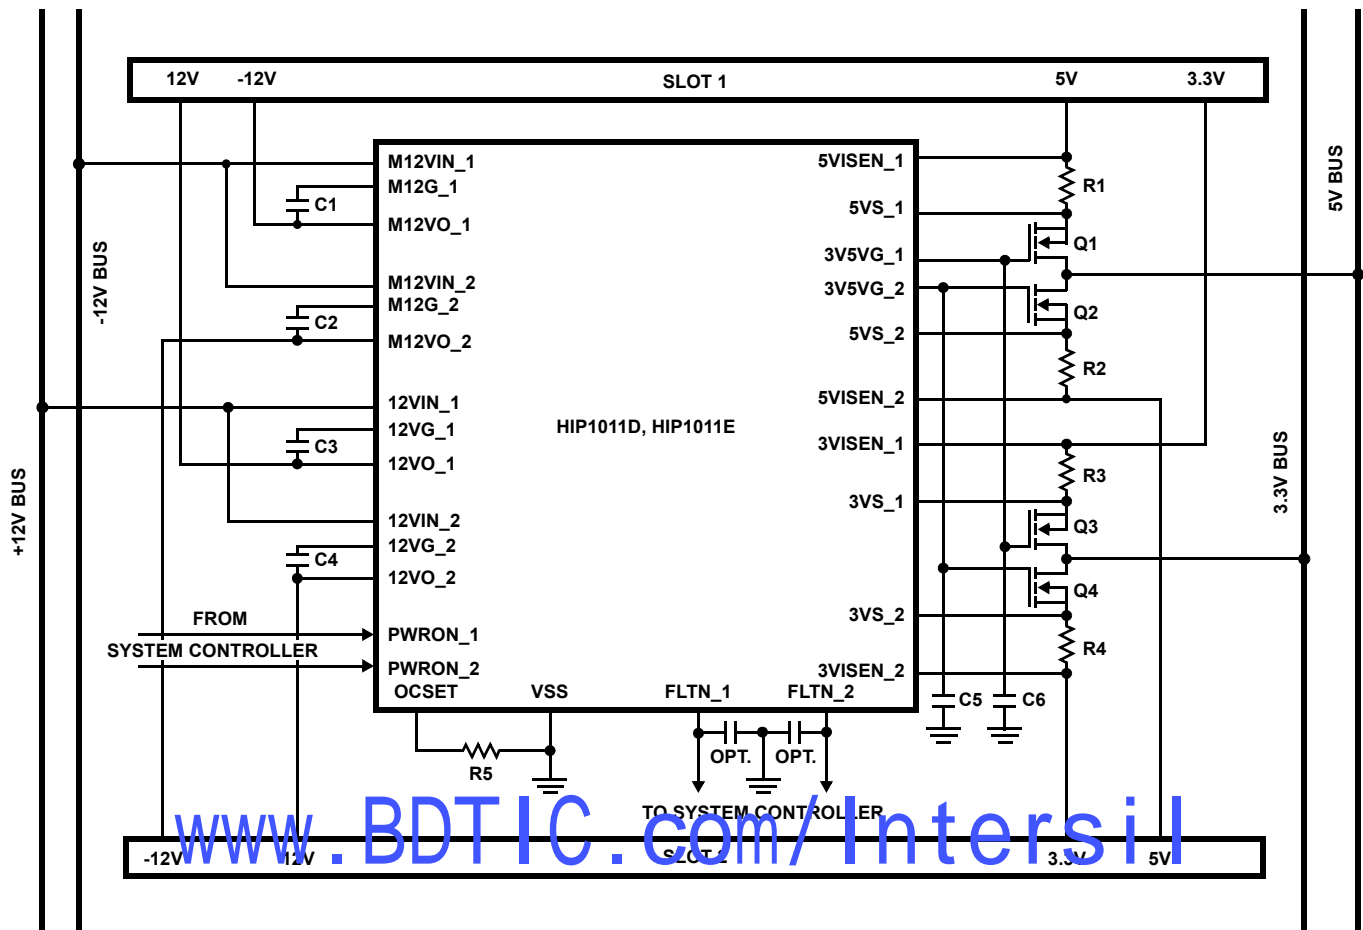 12V -12V SLOT 1 5V 3.3V
M12VIN_1
M12G_1
C1
M12VO_1
M12VIN_2
M12G_2
C2
M12VO_2
12VIN_1
12VG_1
C3
12VO_1
12VIN_2
12VG_2
C4
12VO_2
FROM
SYSTEM CONTROLLER
PWRON_1
PWRON_2
-12V BUS
+12V BUS
HIP1011D, HIP1011E
5VISEN_1
5VS_1
3V5VG_1
3V5VG_2
5VS_2
5VISEN_2
3VISEN_1
3VS_1
3VS_2
3VISEN_2
R1
Q1
Q2
R2
R3
Q3
Q4
R4
5V BUS
3.3V BUS
OCSET VSS FLTN_1 FLTN_2
C5 C6
R5
OPT. OPT.
TO SYSTEM CONTROLLER
www.BDTIC.com/Intersil
-12V 12V SLOT 2 3.3V 5V